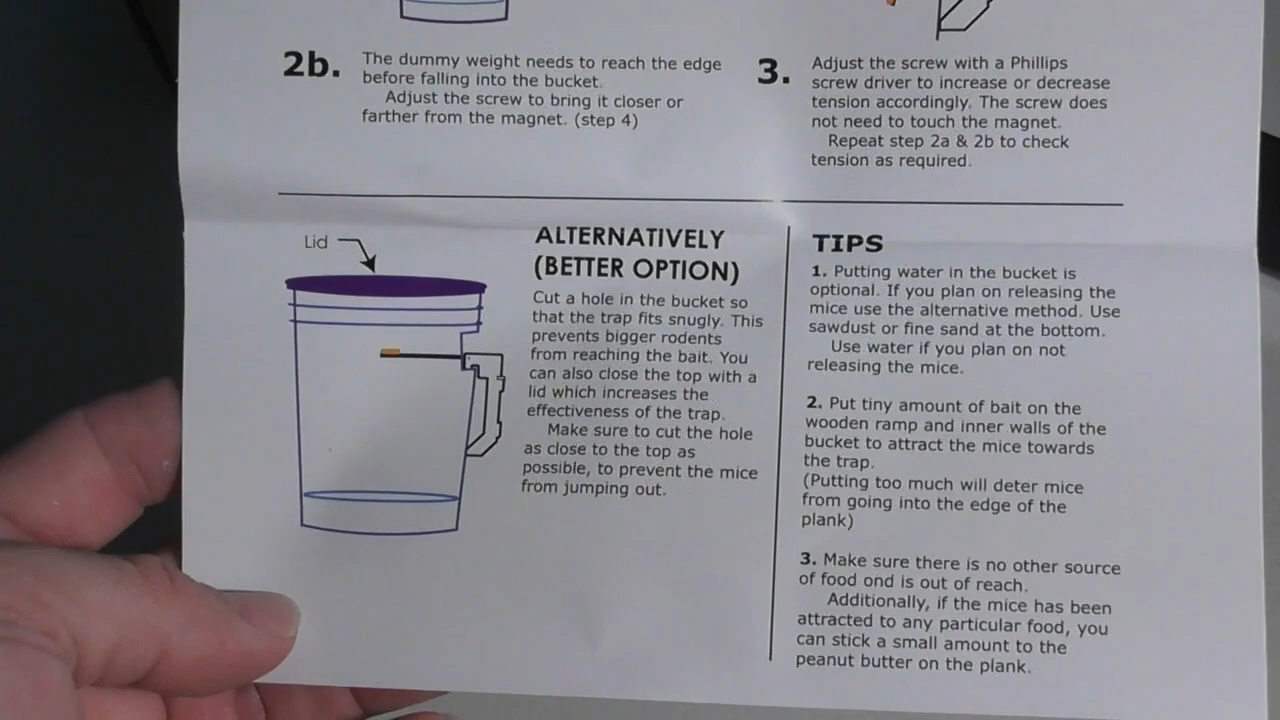 2b.
The dummy weight needs to reach the edge
before falling into the bucket.
Adjust the screw to bring it closer or
farther from the magnet. (step 4)
3.
Adjust the screw with a Phillips
screw driver to increase or decrease
tension accordingly. The screw does
not need to touch the magnet.
Repeat step 2a & 2b to check
tension as required.
Lid
ALTERNATIVELY
(BETTER OPTION)
Cut a hole in the bucket so
that the trap fits snugly. This
prevents bigger rodents
from reaching the bait. You
can also close the top with a
lid which increases the
effectiveness of the trap.
Make sure to cut the hole
as close to the top as
possible, to prevent the mice
from jumping out.
TIPS
1. Putting water in the bucket is
optional. If you plan on releasing the
mice use the alternative method. Use
sawdust or fine sand at the bottom.
Use water if you plan on not
releasing the mice.
2. Put tiny amount of bait on the
wooden ramp and inner walls of the
bucket to attract the mice towards
the trap.
(Putting too much will deter mice
from going into the edge of the
plank)
3. Make sure there is no other source
of food ond is out of reach.
Additionally, if the mice has been
attracted to any particular food, you
can stick a small amount to the
peanut butter on the plank.